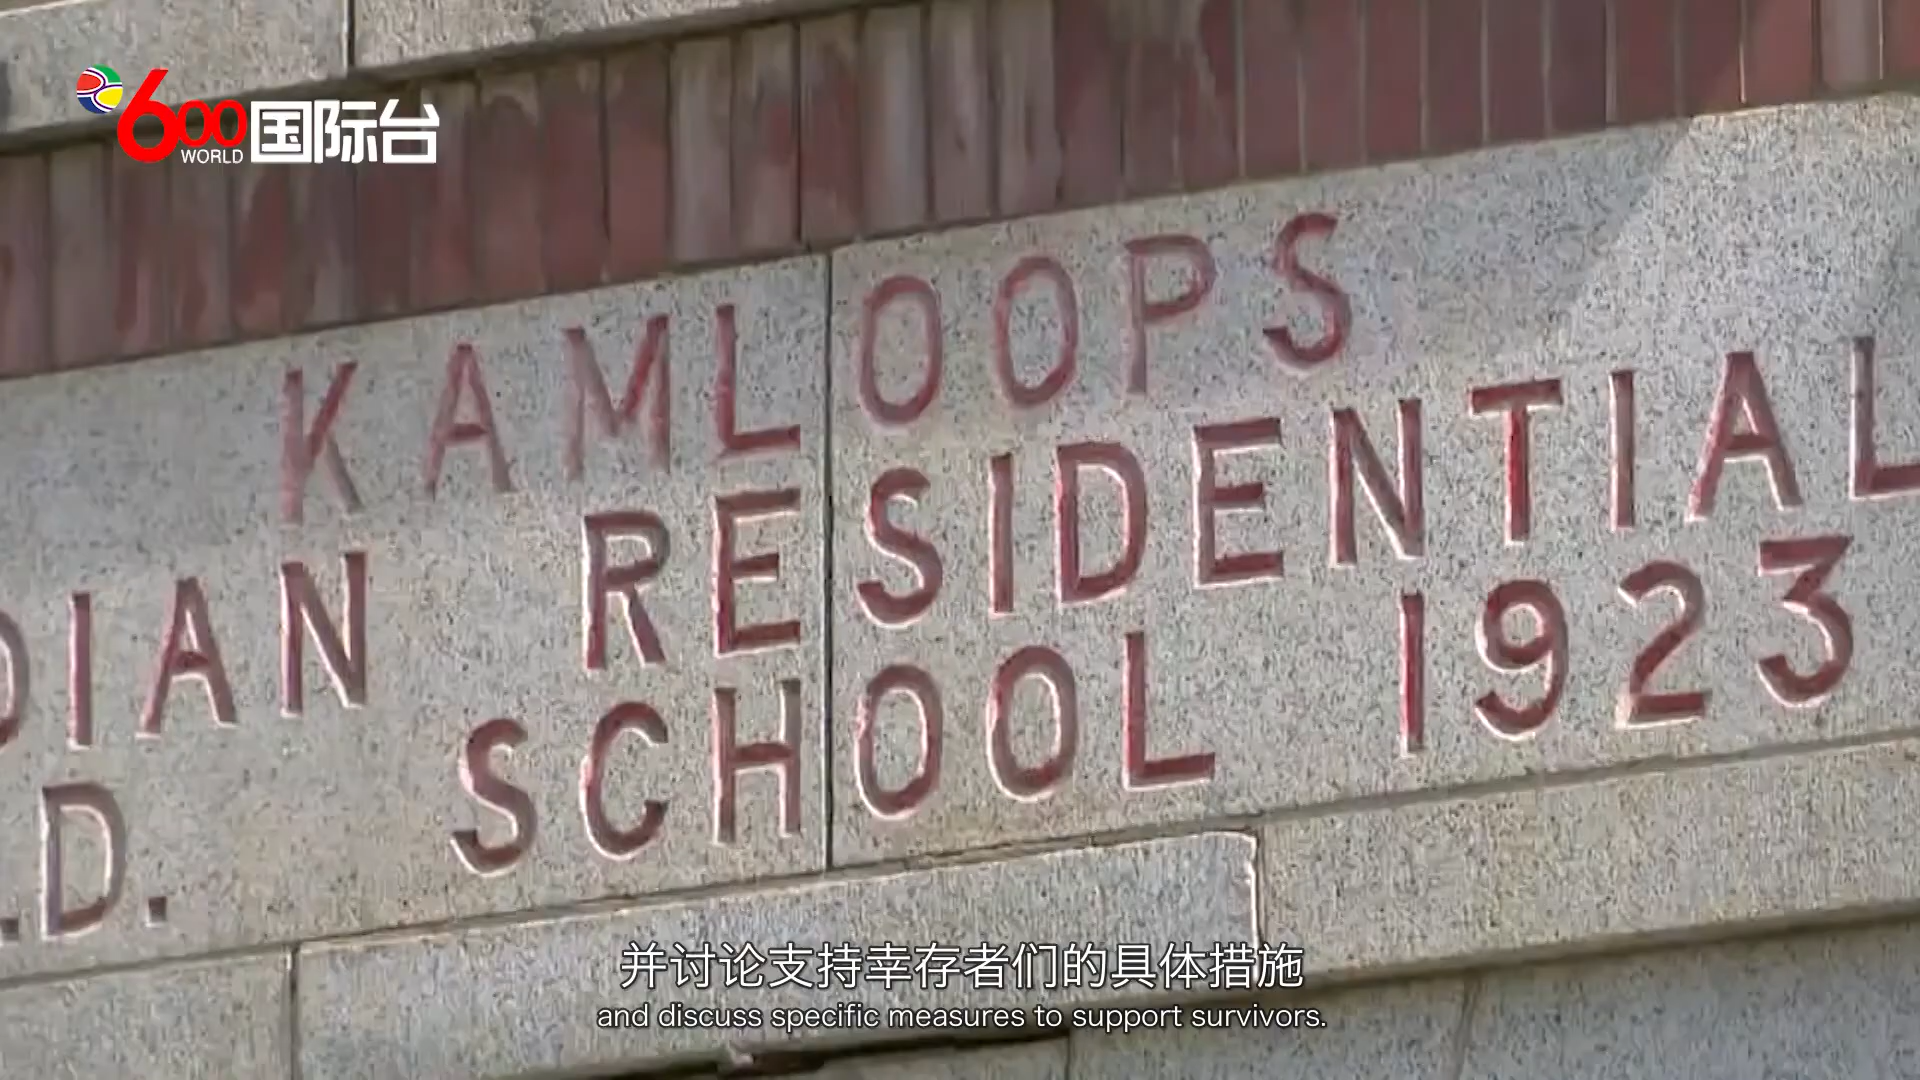 600
WORLD
国际台
KAMLOOPS
DIAN RESIDENTIAL
.D. SCHOOL 1923
并讨论支持幸存者们的具体措施
and discuss specific measures to support survivors.